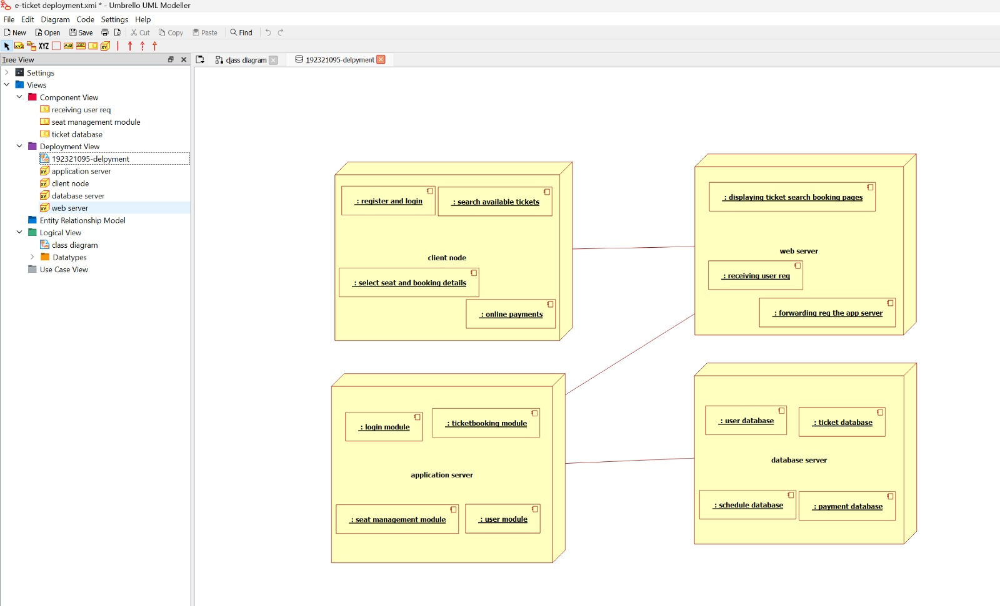 e-ticket deployment.xmi * - Umbrello UML Modeller
File Edit Diagram Code Settings Help
New Open Save Cut Copy Paste Find
XYZ XYZ A:B XY
Tree View
class diagram
192321095-delpyment
Settings
Views
Component View
receiving user req
seat management module
ticket database
Deployment View
192321095-delpyment
application server
client node
database server
web server
Entity Relationship Model
Logical View
class diagram
Datatypes
Use Case View
: register and login
: search available tickets
client node
: select seat and booking details
: online payments
: displaying ticket search booking pages
web server
: receiving user req
: forwarding req the app server
: login module
: ticketbooking module
application server
: seat management module
: user module
: user database
: ticket database
database server
: schedule database
: payment database